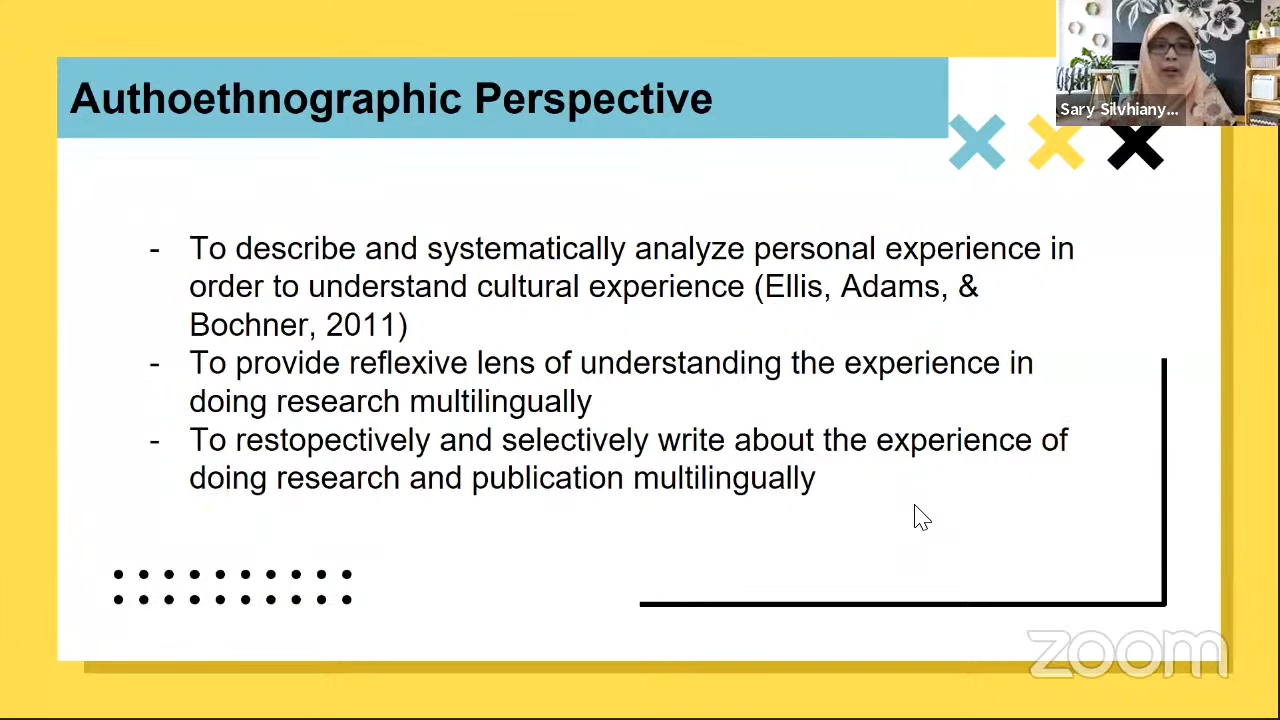 Authoethnographic Perspective
Sary Silvhiany...
- To describe and systematically analyze personal experience in
order to understand cultural experience (Ellis, Adams, &
Bochner, 2011)
- To provide reflexive lens of understanding the experience in
doing research multilingually
- To restopectively and selectively write about the experience of
doing research and publication multilingually
zoom